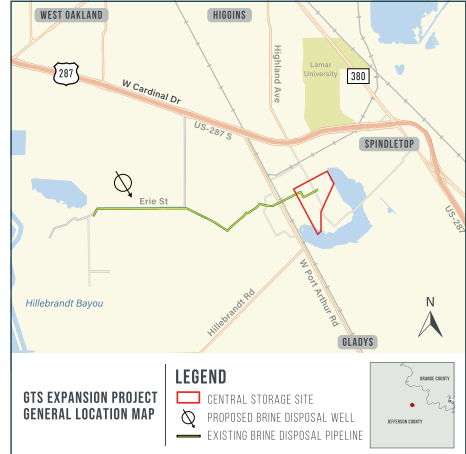 WEST OAKLAND
HIGGINS
287
W Cardinal Dr
Highland Ave
Lamar
University
380
US-287 S
SPINDLETOP
Erie St
US-287
Hillebrandt Bayou
Hillebrandt Rd
W Port Arthur Rd
N
GLADYS
GTS EXPANSION PROJECT
GENERAL LOCATION MAP
LEGEND
CENTRAL STORAGE SITE
PROPOSED BRINE DISPOSAL WELL
EXISTING BRINE DISPOSAL PIPELINE
ORANGE COUNTY
JEFFERSON COUNTY